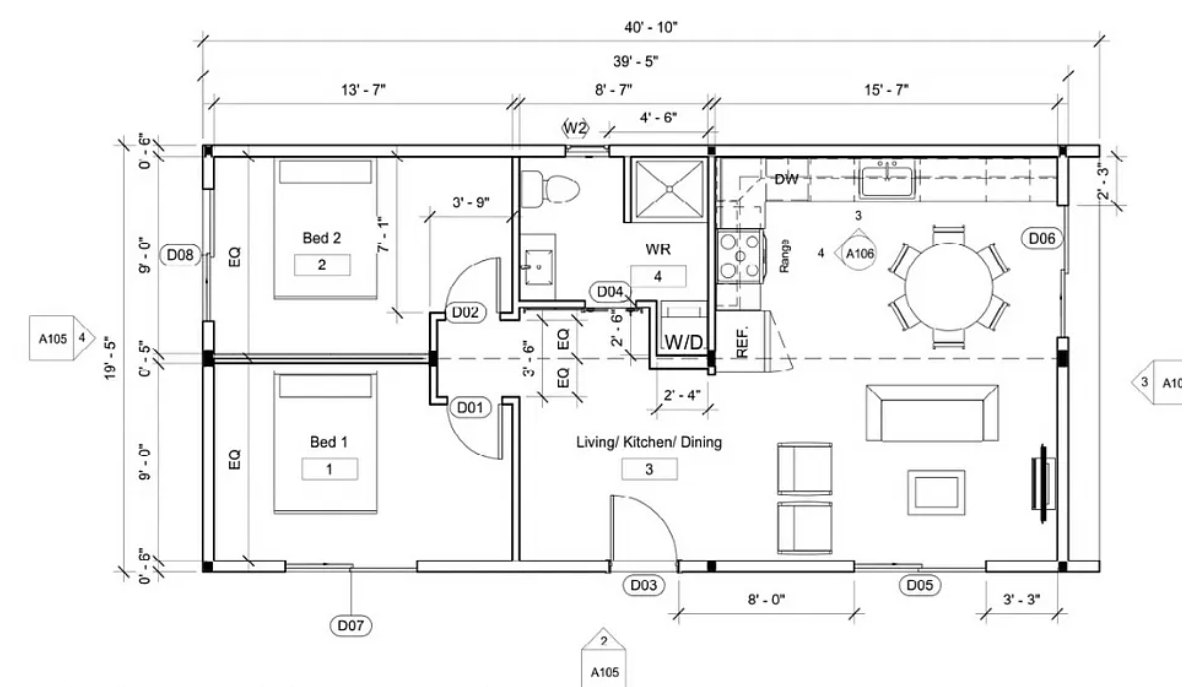 40' - 10"
39' - 5"
13' - 7"
8' - 7"
15' - 7"
4' - 6"
W2
0' - 6"
2' - 3"
DW
3' - 9"
7' - 1"
3
Bed 2
2
EQ
9' - 0"
D08
WR
4
Range
4
A106
D06
D04
D02
A105
4
19' - 5"
0' - 5"
3' - 6"
EQ
EQ
2' - 6"
W/D
REF.
3
A10
2' - 4"
D01
Bed 1
1
EQ
9' - 0"
Living/ Kitchen/ Dining
3
0' - 6"
D03
D05
8' - 0"
3' - 3"
D07
2
A105